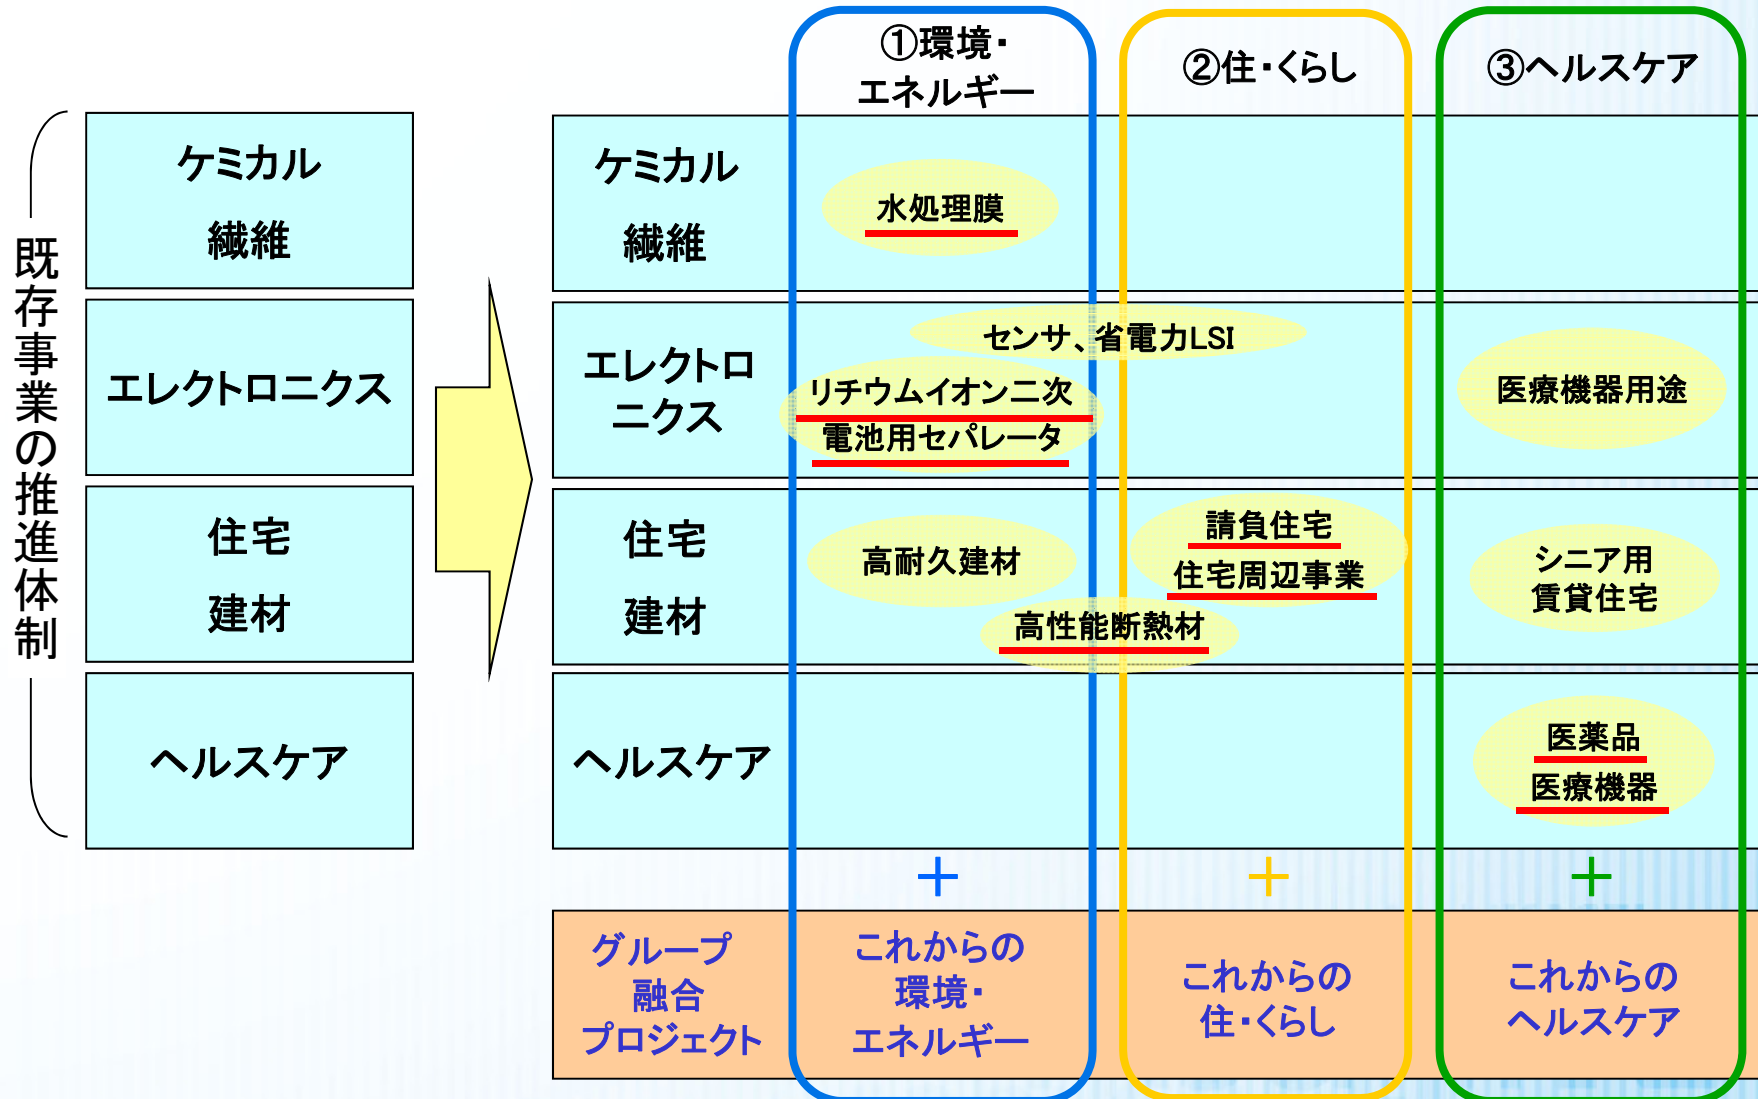 ①環境・
エネルギー
②住・くらし
③ヘルスケア
既存事業の推進体制
ケミカル
繊維
エレクトロニクス
住宅
建材
ヘルスケア
ケミカル
繊維
水処理膜
エレクトロ
ニクス
センサ、省電力LSI
リチウムイオン二次
電池用セパレータ
医療機器用途
住宅
建材
高耐久建材
請負住宅
住宅周辺事業
高性能断熱材
シニア用
賃貸住宅
ヘルスケア
医薬品
医療機器
＋
＋
＋
グループ
融合
プロジェクト
これからの
環境・
エネルギー
これからの
住・くらし
これからの
ヘルスケア